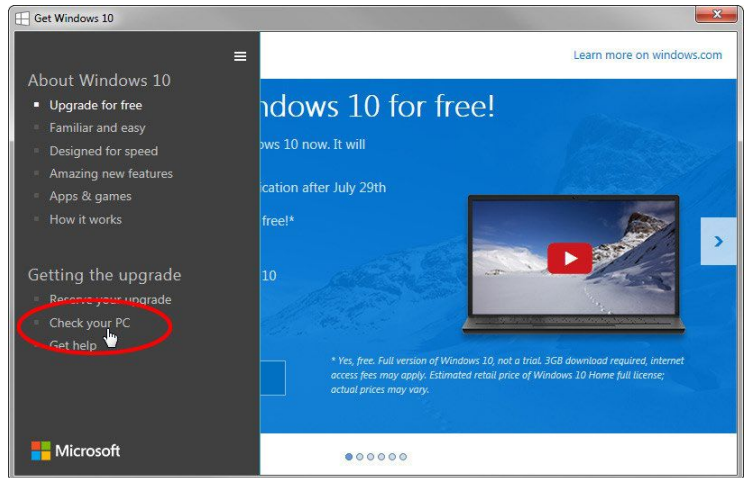 Get Windows 10
Learn more on windows.com
About Windows 10
Upgrade for free
Familiar and easy
Designed for speed
Amazing new features
Apps & games
How it works
Getting the upgrade
Reserve your upgrade
Check your PC
Get help
Microsoft
dows 10 for free!
ows 10 now. It will
ication after July 29th
free!*
10
* Yes, free. Full version of Windows 10, not a trial. 3GB download required, internet
access fees may apply. Estimated retail price of Windows 10 Home full license;
actual prices may vary.